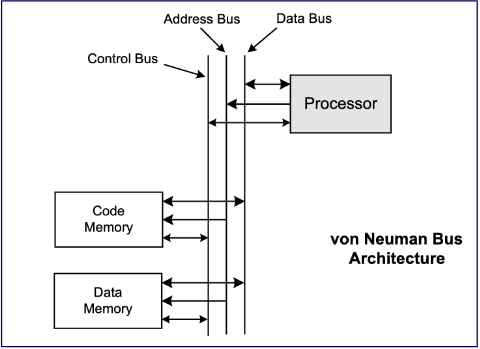 Address Bus
Data Bus
Control Bus
Processor
Code
Memory
von Neuman Bus
Architecture
Data
Memory